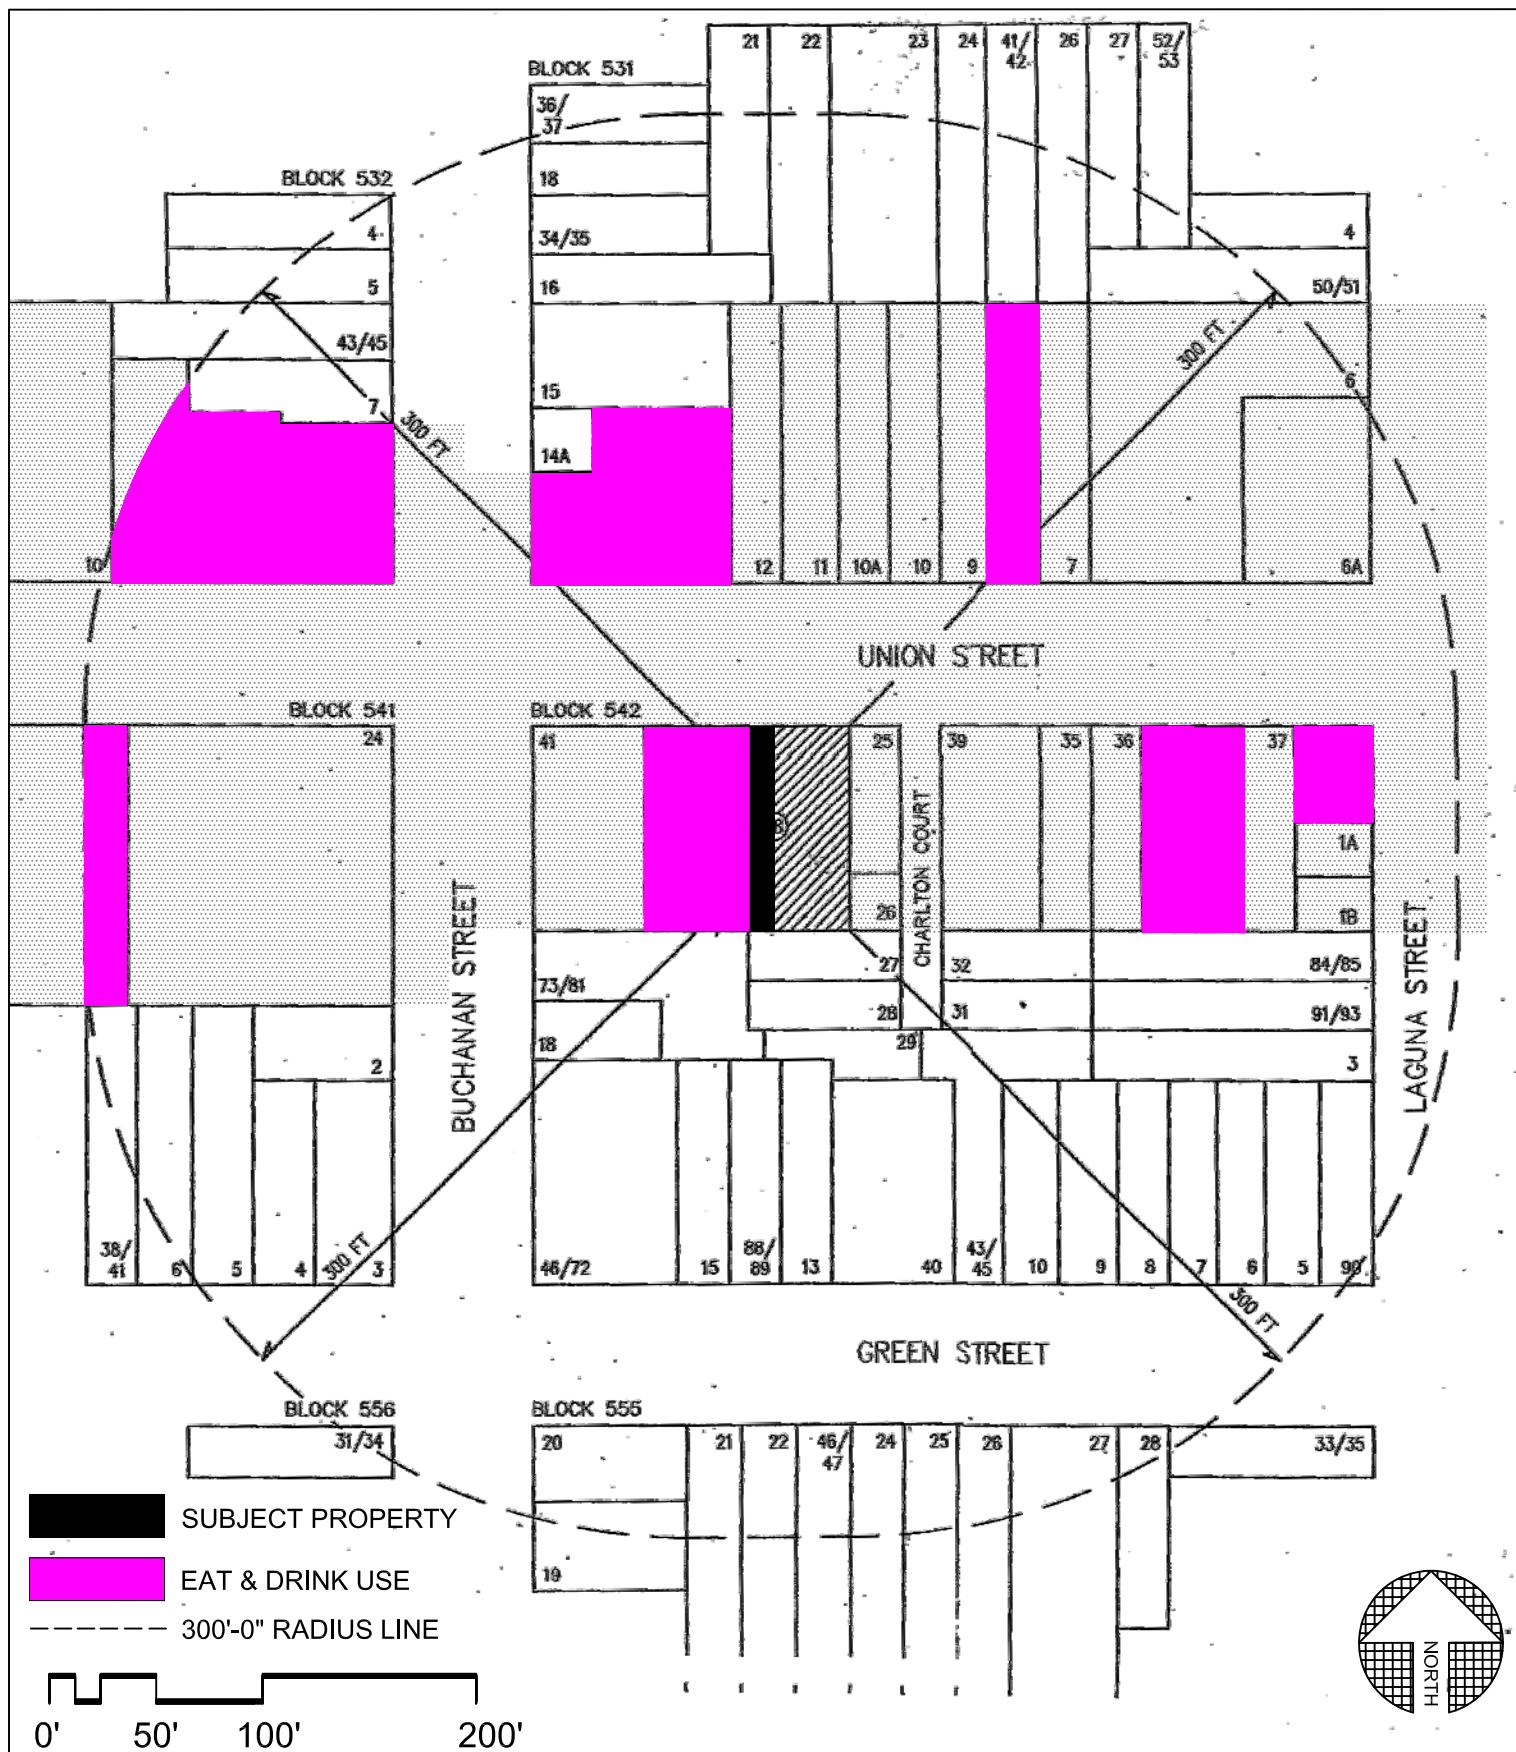 21 22 23 24 41/ 26 27 52/
42 53
BLOCK 531
36/
37
18
34/35
16
15
14A
BLOCK 532
4
5
43/45
7
10
4
50/51
6
6A
300 FT
300 FT
12 11 10A 10 9 7
UNION STREET
BLOCK 541
24
BLOCK 542
41 25 39 35 36 37
26
1A
1B
CHARLTON COURT
BUCHANAN STREET
LAGUNA STREET
73/81
18
27
28
29
32
31
84/85
91/93
3
2
38/
41 6 5 4 3
300 FT
46/72 15 88/
89 13 40 43/
45 10 9 8 7 6 5
300 FT
GREEN STREET
BLOCK 556
31/34
BLOCK 555
20 21 22 46/
47 24 25 26 27 28 33/35
19
SUBJECT PROPERTY
EAT & DRINK USE
300'-0" RADIUS LINE
0' 50' 100' 200'
NORTH